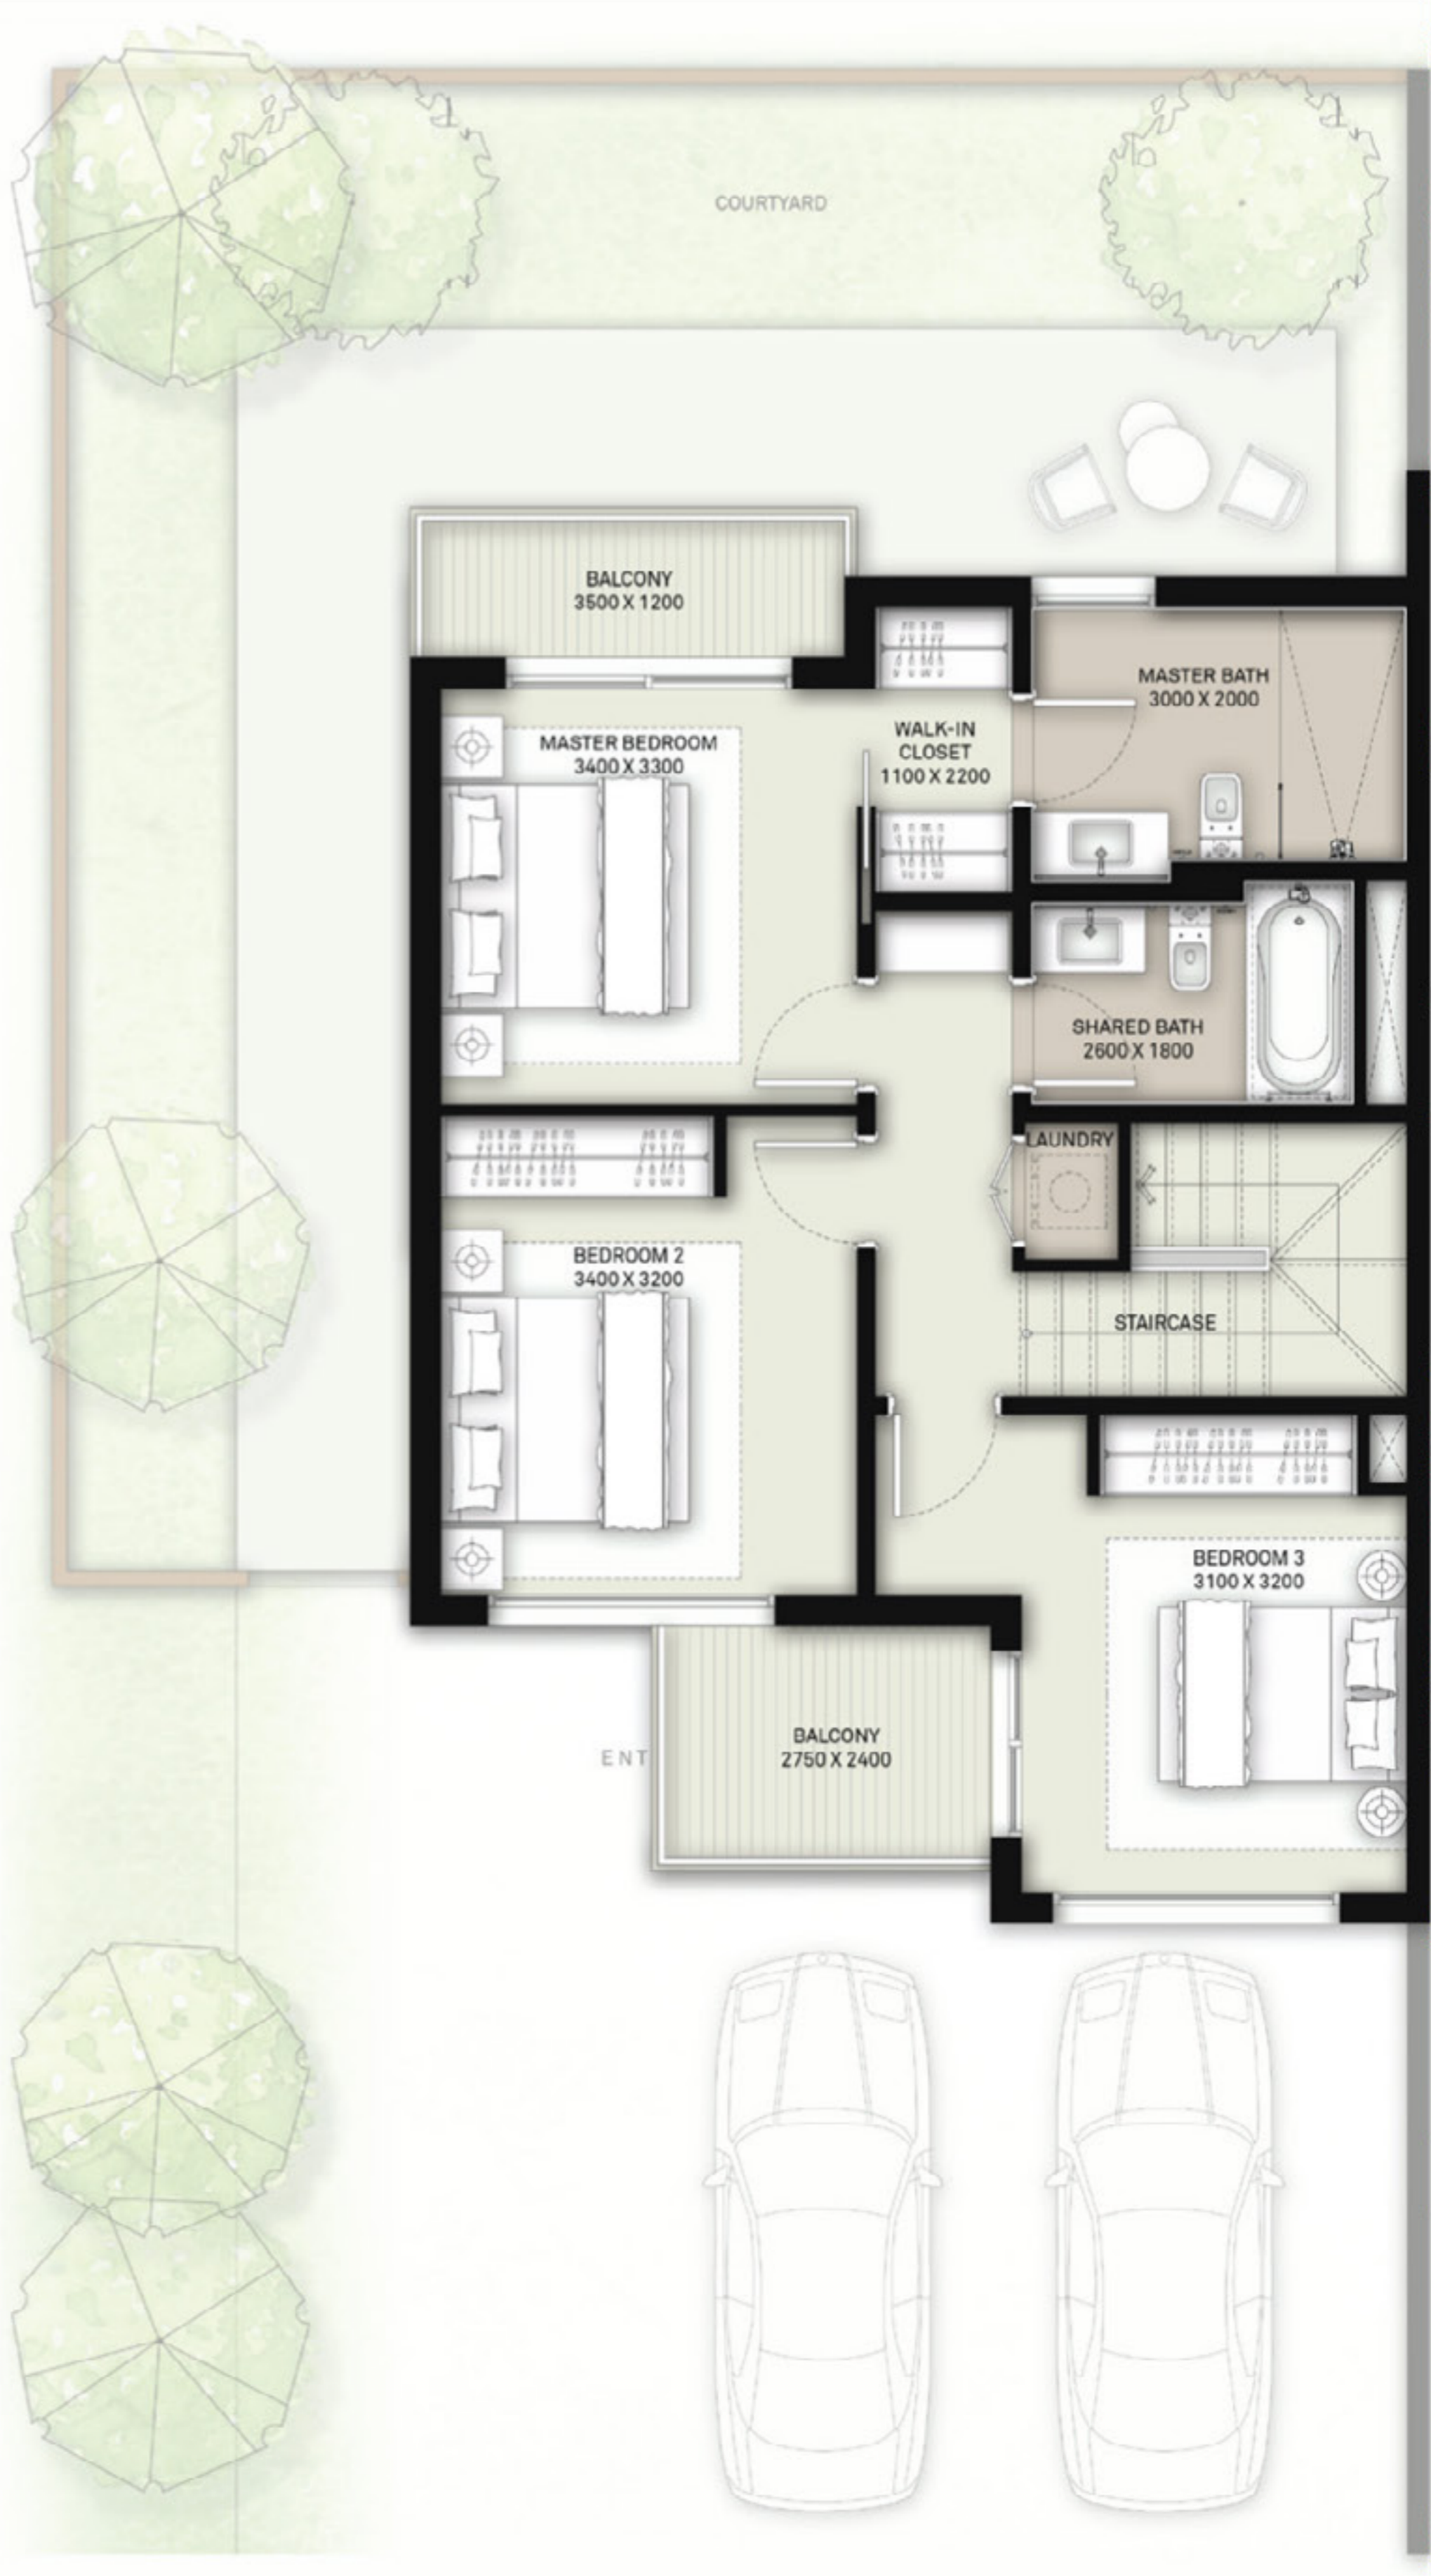 COURTYARD
BALCONY
3500 X 1200
MASTER BATH
3000 X 2000
WALK-IN
CLOSET
1100 X 2200
MASTER BEDROOM
3400 X 3300
SHARED BATH
2600 X 1800
LAUNDRY
BEDROOM 2
3400 X 3200
STAIRCASE
BEDROOM 3
3100 X 3200
BALCONY
2750 X 2400
ENT